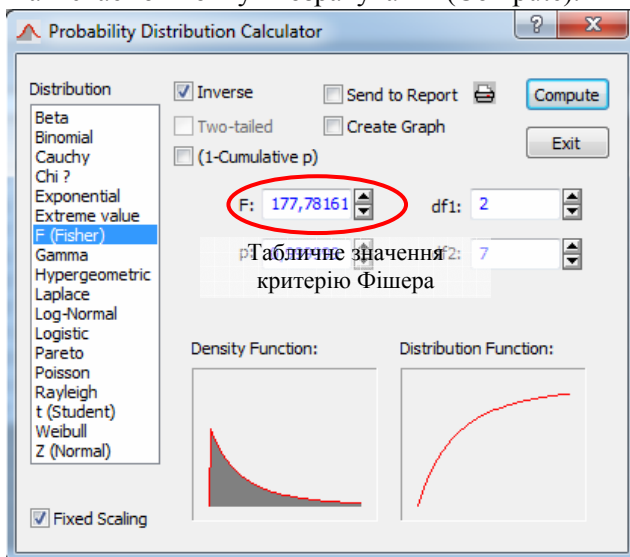 Probability Distribution Calculator
Distribution
Inverse
Send to Report
Compute
Two-tailed
Create Graph
Exit
(1-Cumulative p)
Beta
Binomial
Cauchy
Chi ?
Exponential
Extreme value
F (Fisher)
Gamma
Hypergeometric
Laplace
Log-Normal
Logistic
Pareto
Poisson
Rayleigh
t (Student)
Weibull
Z (Normal)
F: 177,78161
df1: 2
p:
df2: 7
Табличне значення
критерію Фішера
Density Function:
Distribution Function:
Fixed Scaling